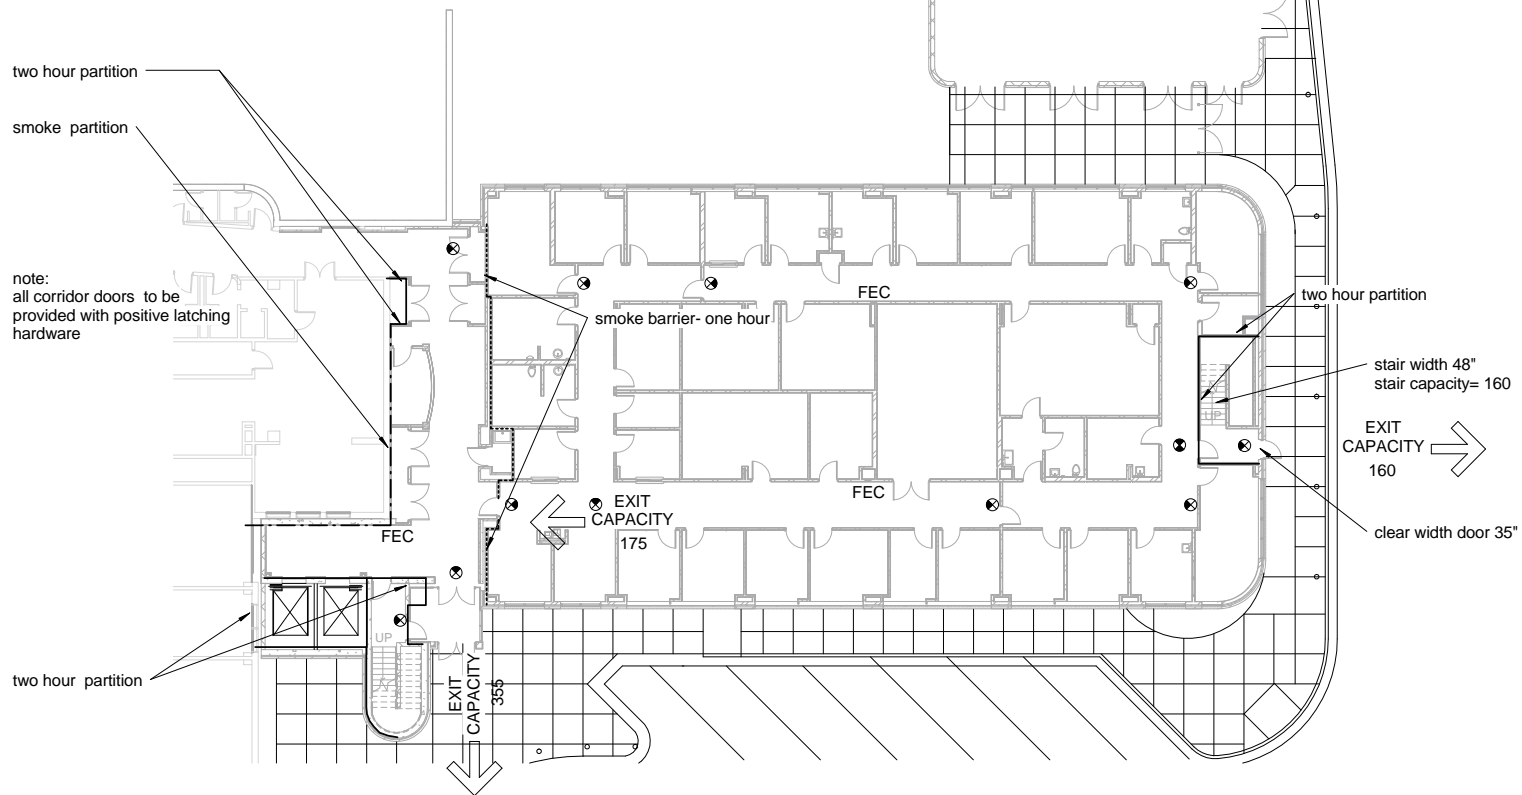 two hour partition
smoke partition
note:
all corridor doors to be
provided with positive latching
hardware
FEC
two hour partition
smoke barrier- one hour
stair width 48"
stair capacity= 160
UP
EXIT
CAPACITY
160
FEC
EXIT
CAPACITY
175
clear width door 35"
FEC
UP
two hour partition
EXIT
CAPACITY
355